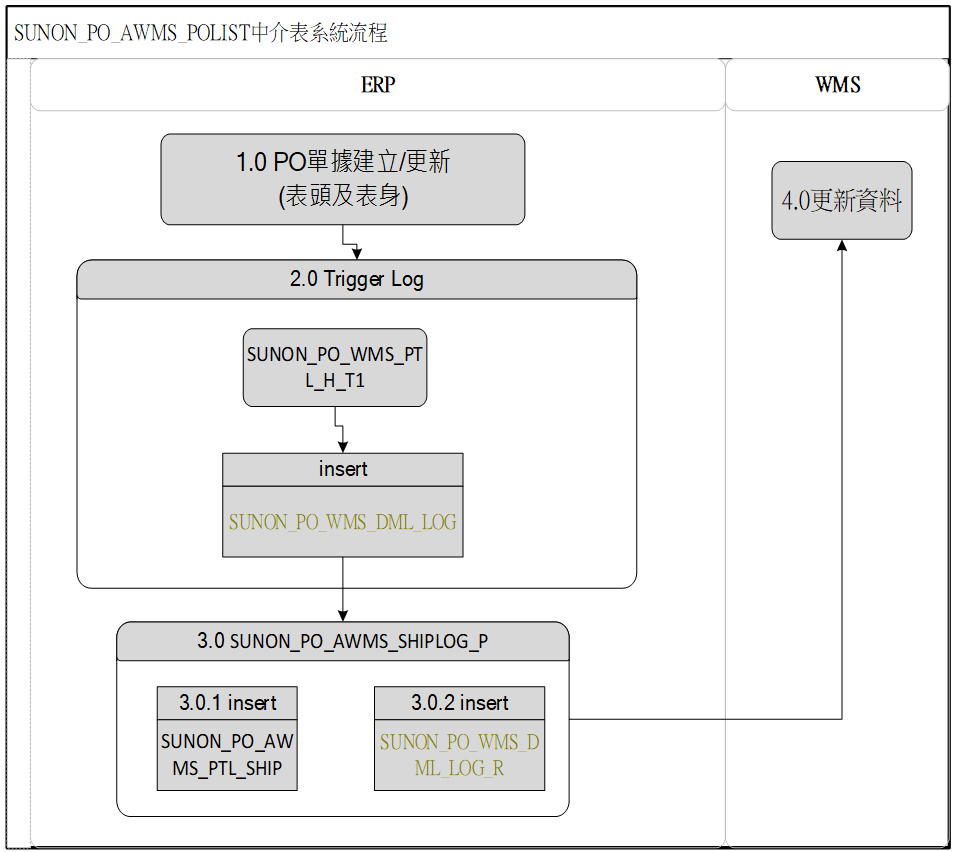 SUNON_PO_AWMS_POLIST中介表系統流程
ERP
WMS
1.0 PO單據建立/更新
(表頭及表身)
4.0更新資料
2.0 Trigger Log
SUNON_PO_WMS_PT
L_H_T1
insert
SUNON_PO_WMS_DML_LOG
3.0 SUNON_PO_AWMS_SHIPLOG_P
3.0.1 insert
SUNON_PO_AW
MS_PTL_SHIP
3.0.2 insert
SUNON_PO_WMS_D
ML_LOG_R